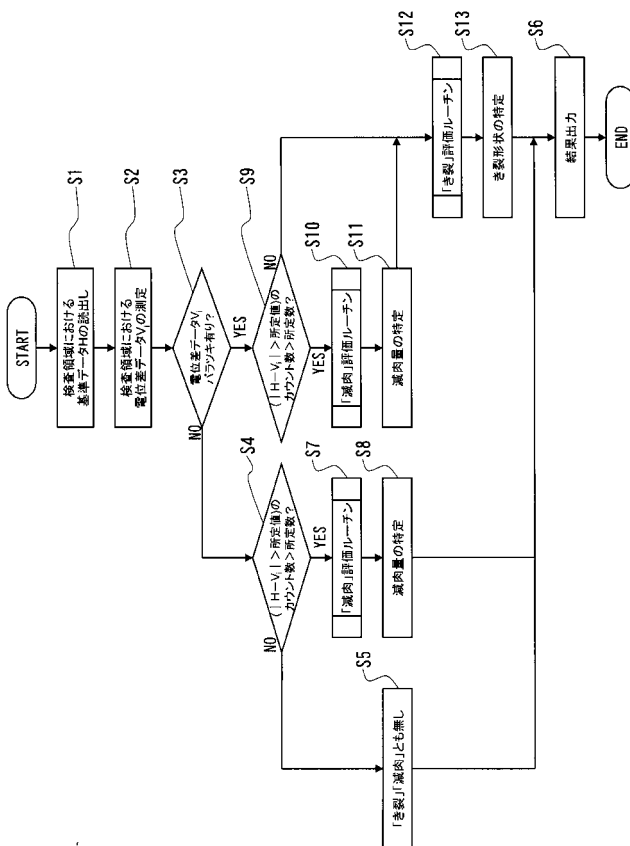 START
S1
検査領域における
基準データHの読出し
S2
検査領域における
電位差データViの測定
S3
電位差データVi
バラツキ有り?
NO
YES
S4
(|H-Vi|>所定値)の
カウント数>所定数?
NO
YES
S9
(|H-Vi|>所定値)の
カウント数>所定数?
NO
YES
S5
「き裂」「減肉」とも無し
S7
「減肉」評価ルーチン
S8
減肉量の特定
S10
「減肉」評価ルーチン
S11
減肉量の特定
S12
「き裂」評価ルーチン
S13
き裂形状の特定
S6
結果出力
END